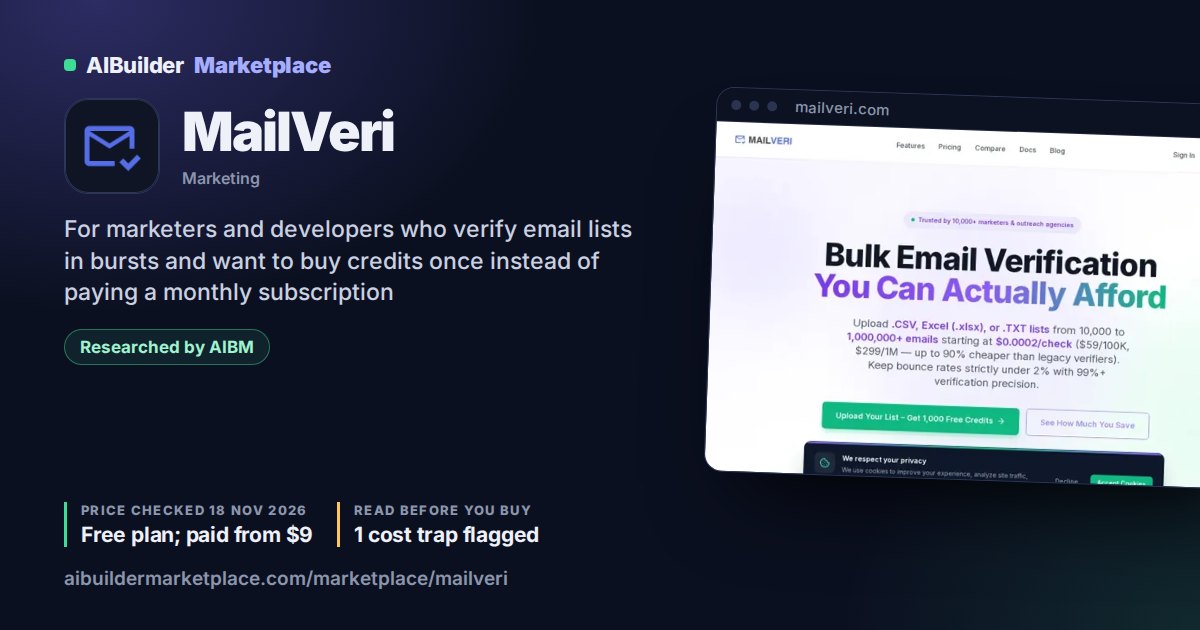 AIBuilder Marketplace
MailVeri
Marketing
For marketers and developers who verify email lists
in bursts and want to buy credits once instead of
paying a monthly subscription
Researched by AIBM
PRICE CHECKED 18 NOV 2026
Free plan; paid from $9
READ BEFORE YOU BUY
1 cost trap flagged
aibuildermarketplace.com/marketplace/mailveri
mailveri.com
MAILVERI
Features Pricing Compare Docs Blog
Sign In
Trusted by 10,000+ marketers & outreach agencies
Bulk Email Verification
You Can Actually Afford
Upload .CSV, Excel (.xlsx), or .TXT lists from 10,000 to
1,000,000+ emails starting at $0.0002/check ($59/100K,
$299/1M — up to 90% cheaper than legacy verifiers).
Keep bounce rates strictly under 2% with 99%+
verification precision.
Upload Your List – Get 1,000 Free Credits →
See How Much You Save
We respect your privacy
We use cookies to improve your experience, analyze site traffic,
Decline
Accept Cookies